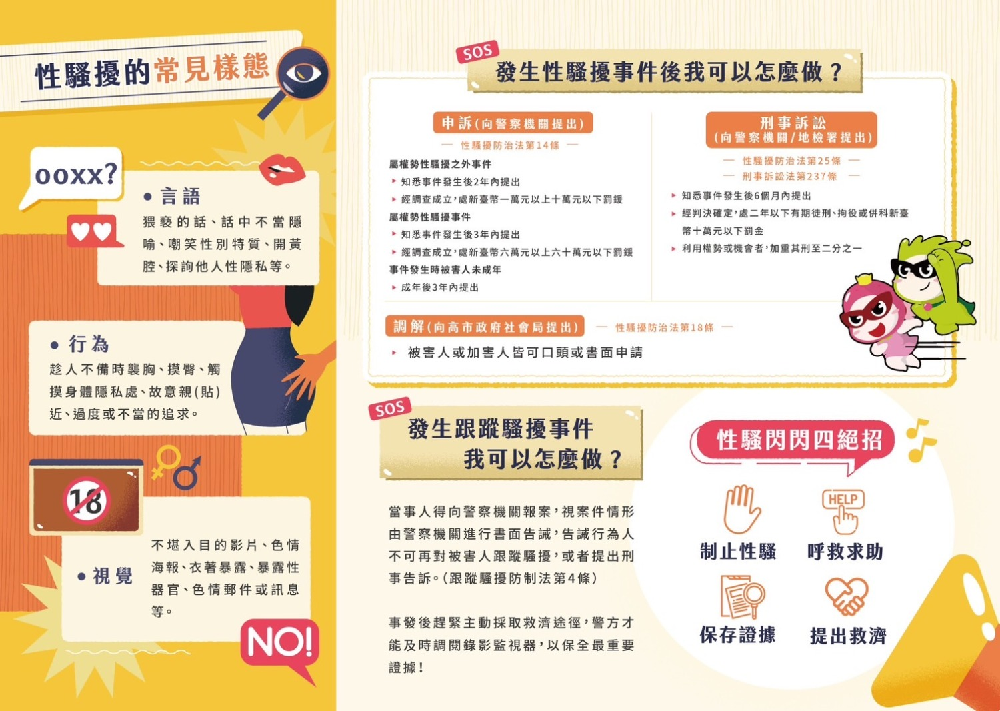 性騷擾的常見樣態
ooxx?
• 言語
猥褻的話、話中不當隱
喻、嘲笑性別特質、開黃
腔、探詢他人性隱私等。
• 行為
趁人不備時襲胸、摸臀、觸
摸身體隱私處、故意親(貼)
近、過度或不當的追求。
18
• 視覺
不堪入目的影片、色情
海報、衣著暴露、暴露性
器官、色情郵件或訊息
等。
NO!
SOS
發生性騷擾事件後我可以怎麼做?
申訴(向警察機關提出)
性騷擾防治法第14條
屬權勢性騷擾之外事件
知悉事件發生後2年內提出
經調查成立,處新臺幣一萬元以上十萬元以下罰鍰
屬權勢性騷擾事件
知悉事件發生後3年內提出
經調查成立,處新臺幣六萬元以上六十萬元以下罰鍰
事件發生時被害人未成年
成年後3年內提出
刑事訴訟
(向警察機關/地檢署提出)
性騷擾防治法第25條
刑事訴訟法第237條
知悉事件發生後6個月內提出
經判決確定,處二年以下有期徒刑、拘役或併科新臺
幣十萬元以下罰金
利用權勢或機會者,加重其刑至二分之一
調解(向高市政府社會局提出)
性騷擾防治法第18條
被害人或加害人皆可口頭或書面申請
SOS
發生跟蹤騷擾事件
我可以怎麼做?
當事人得向警察機關報案,視案件情形
由警察機關進行書面告誡,告誡行為人
不可再對被害人跟蹤騷擾,或者提出刑
事告訴。(跟蹤騷擾防制法第4條)
事發後趕緊主動採取救濟途徑,警方才
能及時調閱錄影監視器,以保全最重要
證據!
性騷閃閃四絕招
HELP
制止性騷
呼救求助
保存證據
提出救濟